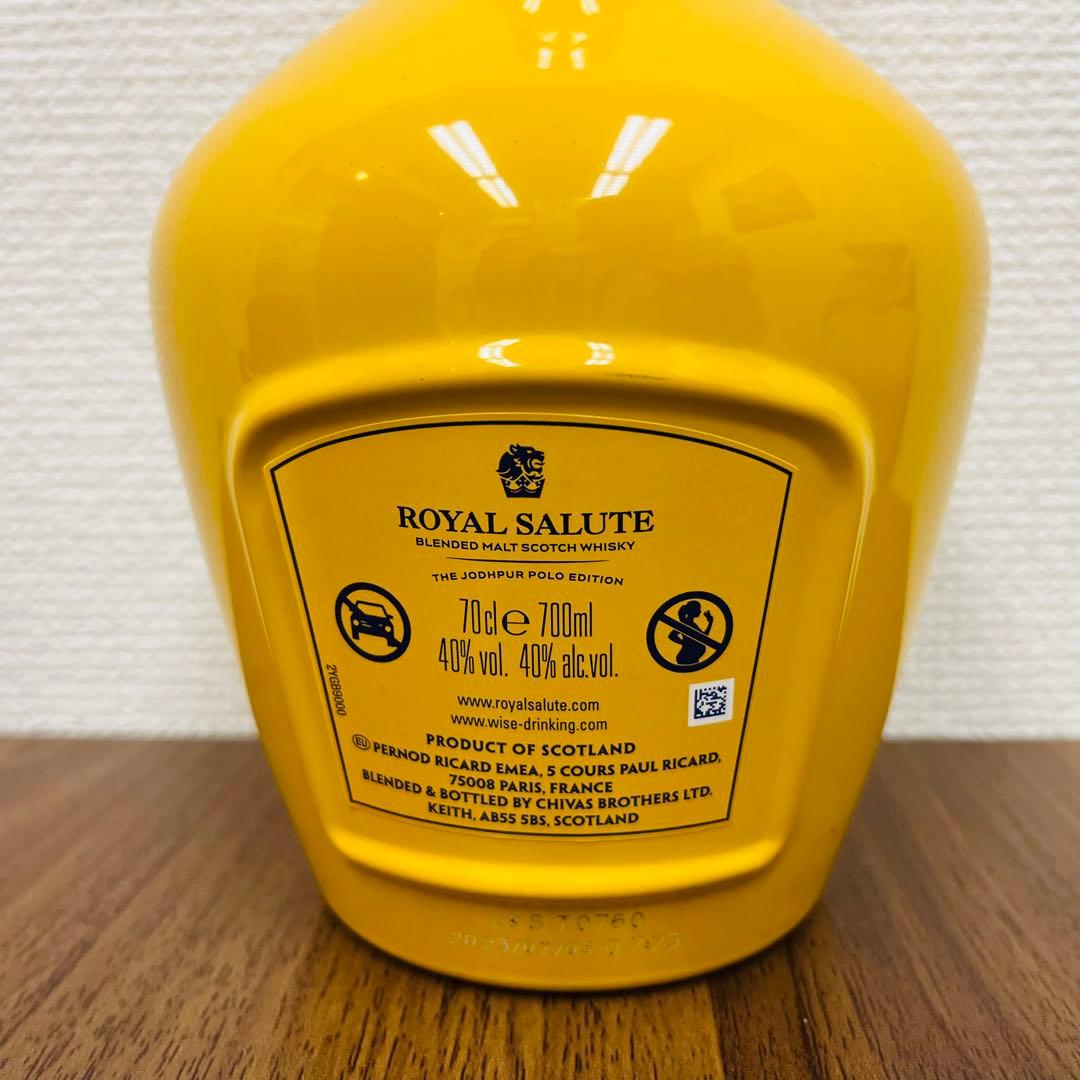 ROYAL SALUTE
BLENDED MALT SCOTCH WHISKY
THE JODHPUR POLO EDITION
70cl e 700ml
40% vol. 40% alc.vol.
2YGB9000
www.royalsalute.com
www.wise-drinking.com
PRODUCT OF SCOTLAND
EU PERNOD RICARD EMEA, 5 COURS PAUL RICARD,
75008 PARIS, FRANCE
BLENDED & BOTTLED BY CHIVAS BROTHERS LTD.
KEITH, AB55 5BS, SCOTLAND
T0760